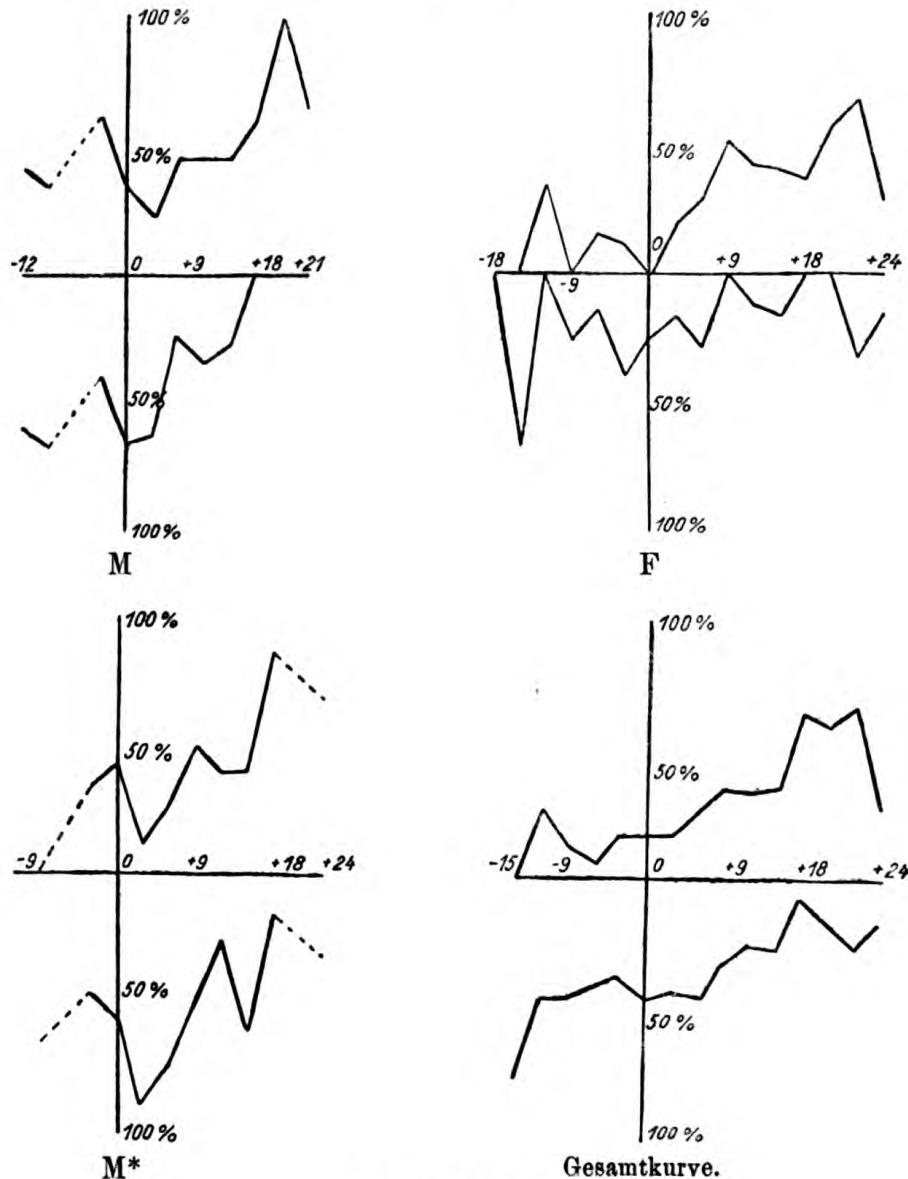 100 %
50 %
-12 0 +9 +18 +21
50%
100 %
M
100 %
50 %
0
-18 -9 +9 +18 +24
50%
100 %
F
100 %
50 %
-9 0 +9 +18 +24
50 %
100 %
M*
100 %
50 %
-15 -9 0 +9 +18 +24
50 %
100 %
Gesamtkurve.